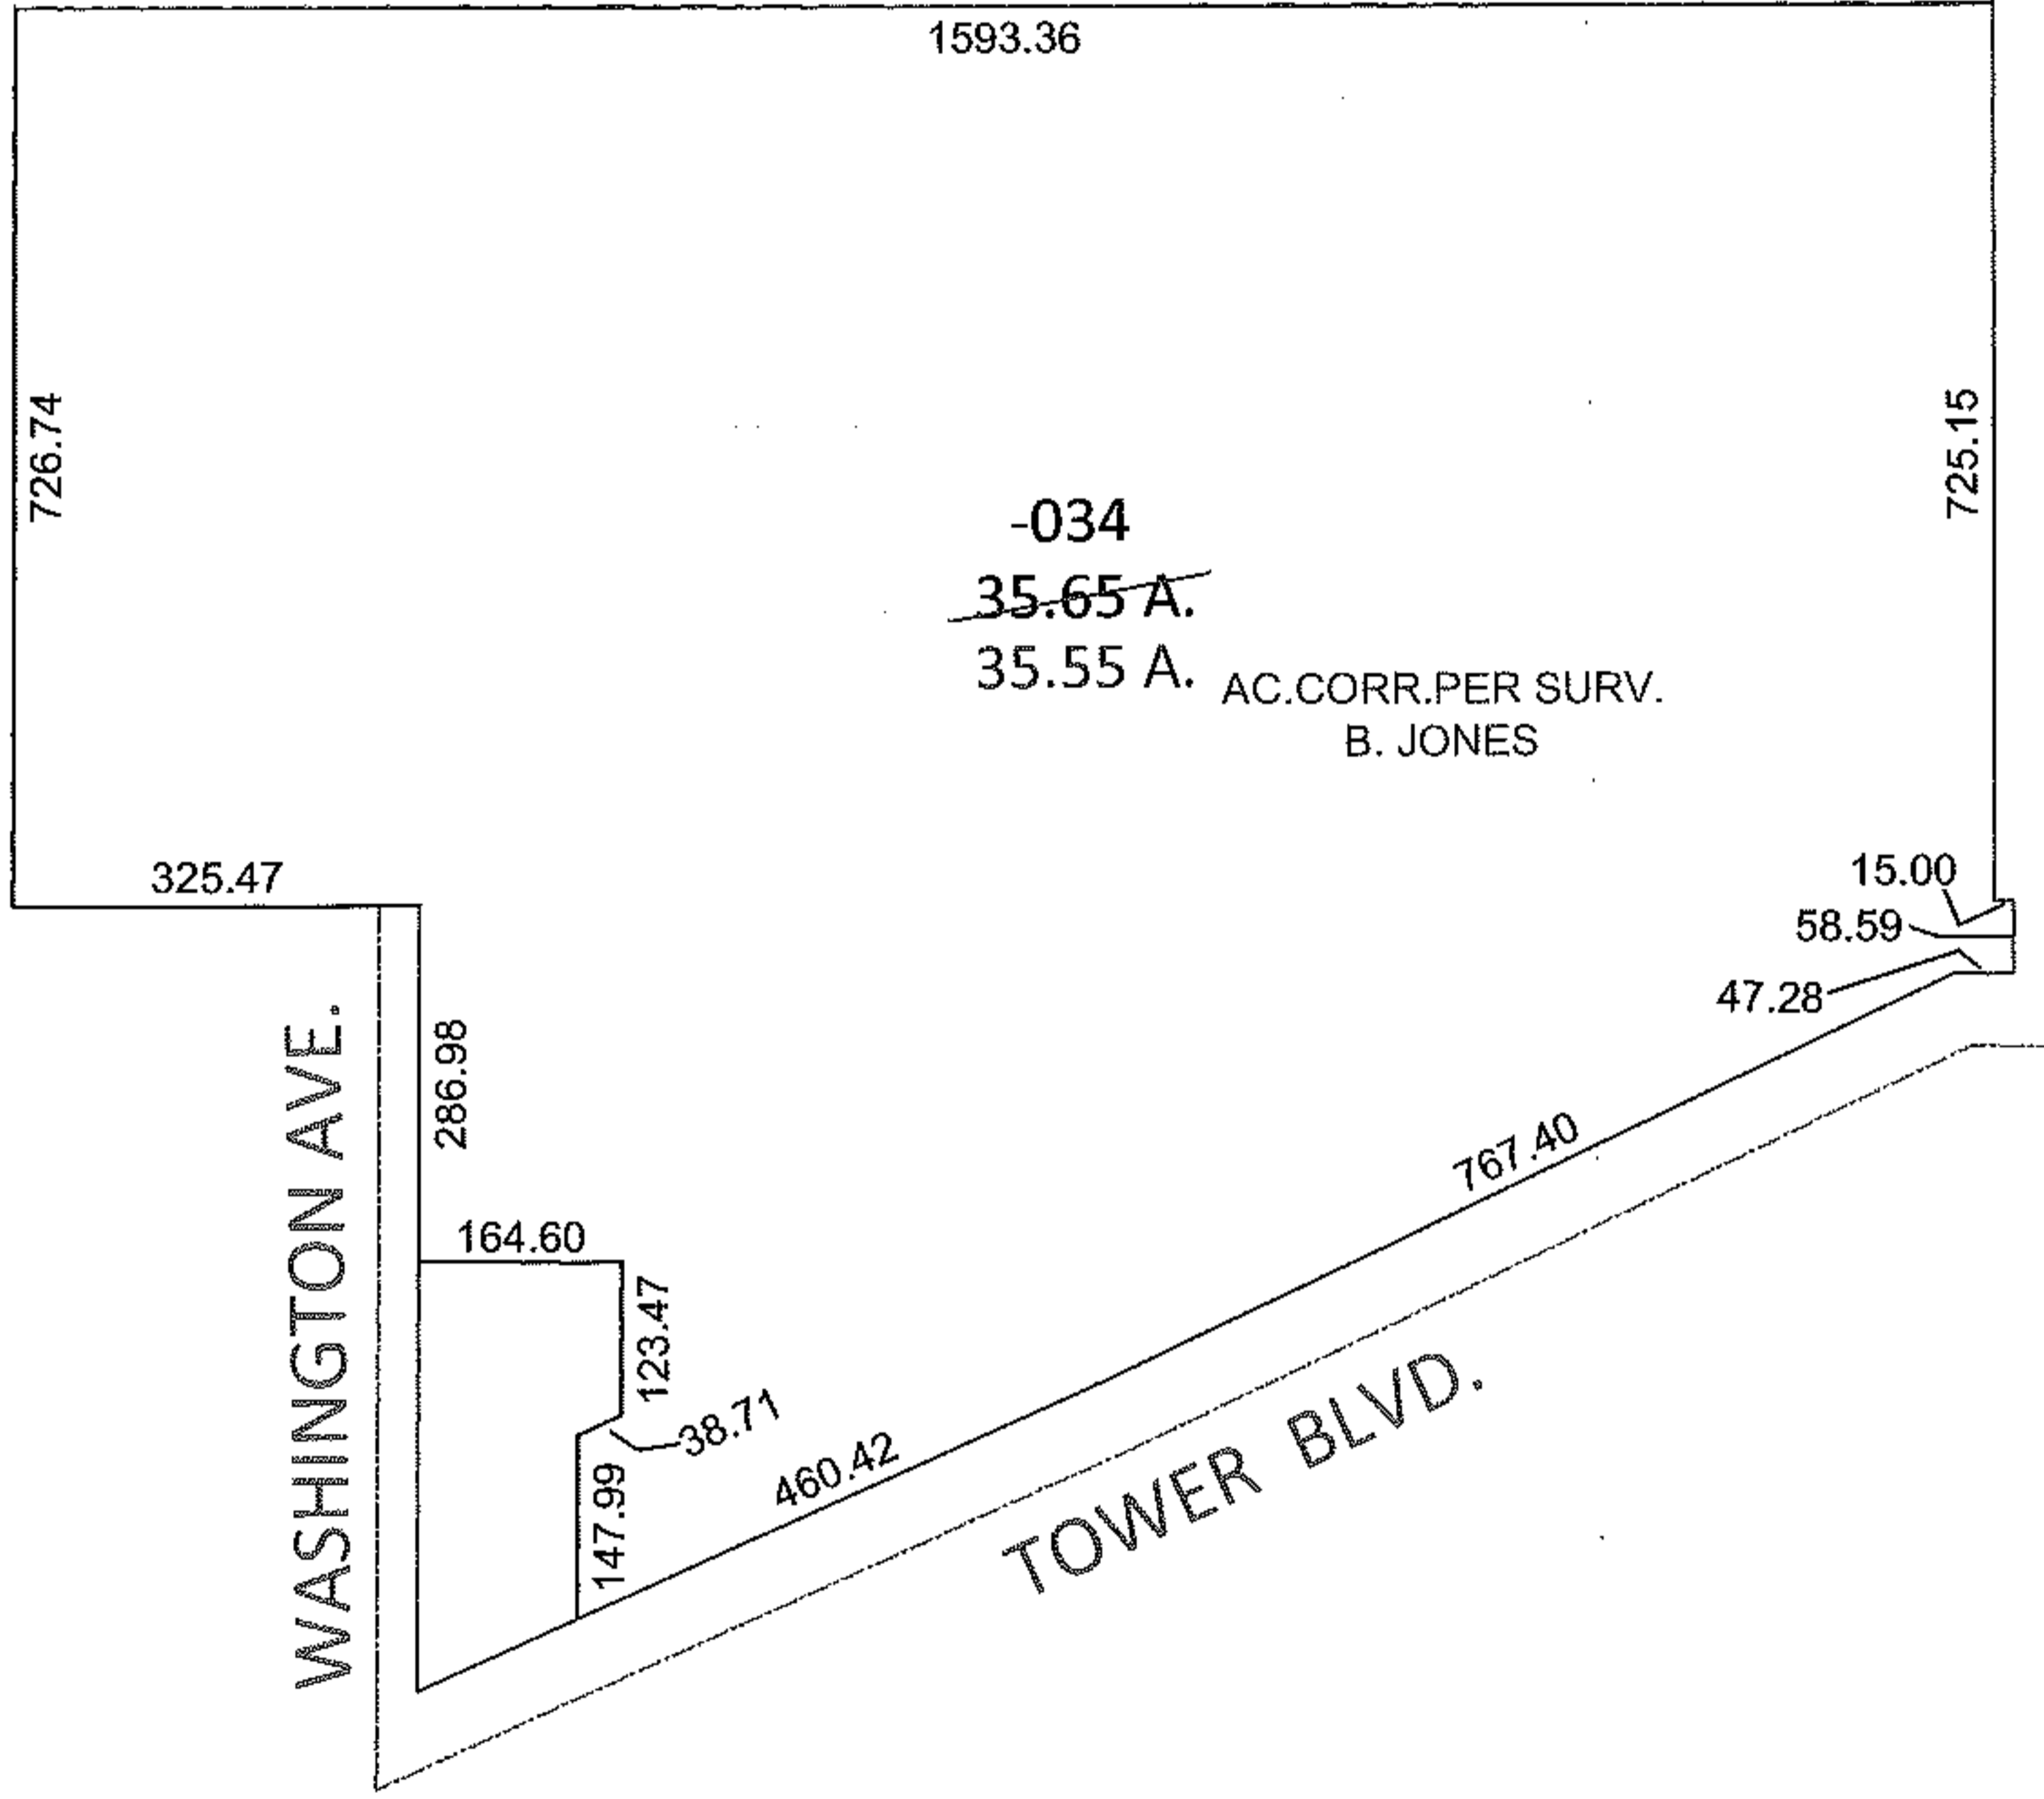 1593.36
726.74
725.15
-034
35.65 A.
35.55 A.
AC.CORR.PER SURV.
B. JONES
325.47
15.00
58.59
47.28
WASHINGTON AVE.
286.98
767.40
164.60
123.47
38.71
460.42
147.99
TOWER BLVD.